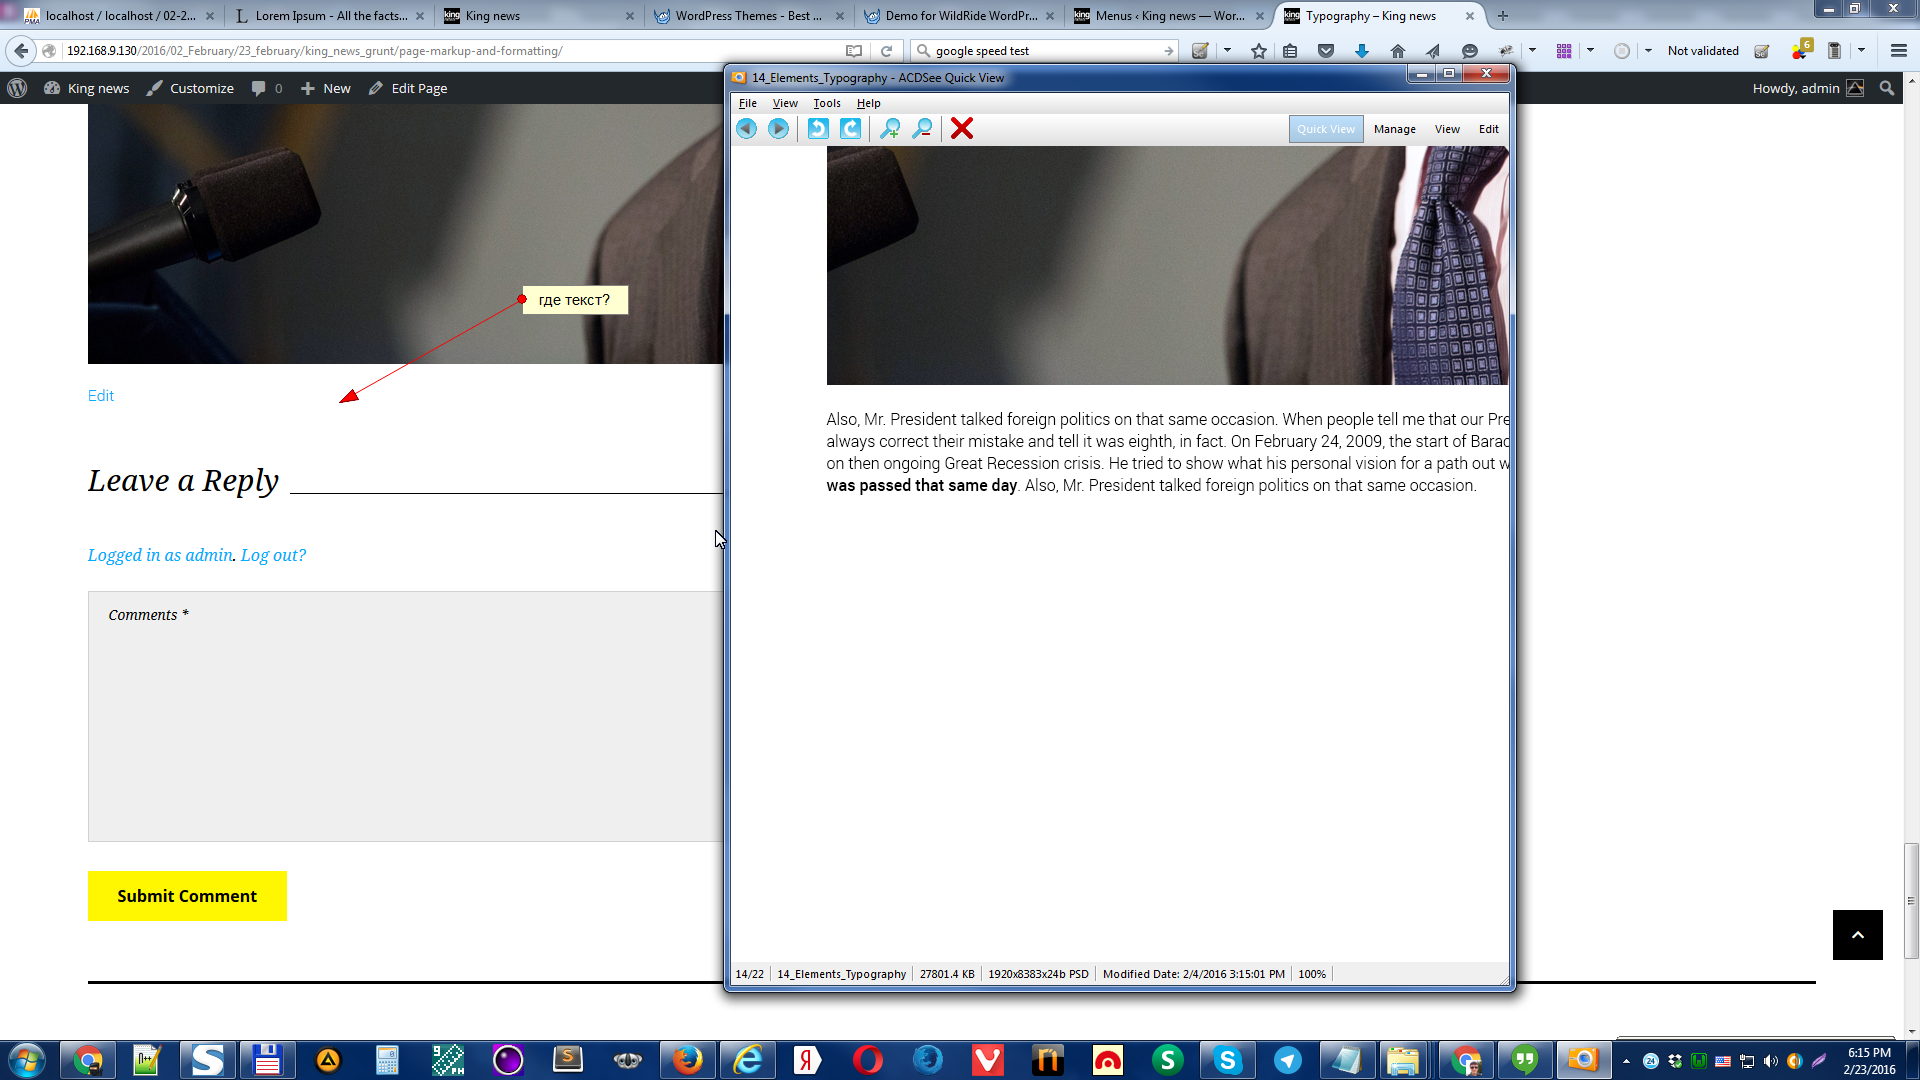 localhost / localhost / 02-2...
Lorem Ipsum - All the facts...
King news
WordPress Themes - Best ...
Demo for WildRide WordPr...
Menus ‹ King news — Wor...
Typography – King news
192.168.9.130/2016/02_February/23_february/king_news_grunt/page-markup-and-formatting/
google speed test
Not validated
6
King news
Customize
0
New
Edit Page
Howdy, admin
14_Elements_Typography - ACDSee Quick View
File View Tools Help
Quick View Manage View Edit
где текст?
Edit
Also, Mr. President talked foreign politics on that same occasion. When people tell me that our Pre
always correct their mistake and tell it was eighth, in fact. On February 24, 2009, the start of Barac
on then ongoing Great Recession crisis. He tried to show what his personal vision for a path out w
was passed that same day. Also, Mr. President talked foreign politics on that same occasion.
Leave a Reply
Logged in as admin. Log out?
Comments *
Submit Comment
14/22 14_Elements_Typography 27801.4 KB 1920x8383x24b PSD Modified Date: 2/4/2016 3:15:01 PM 100%
6:15 PM
2/23/2016